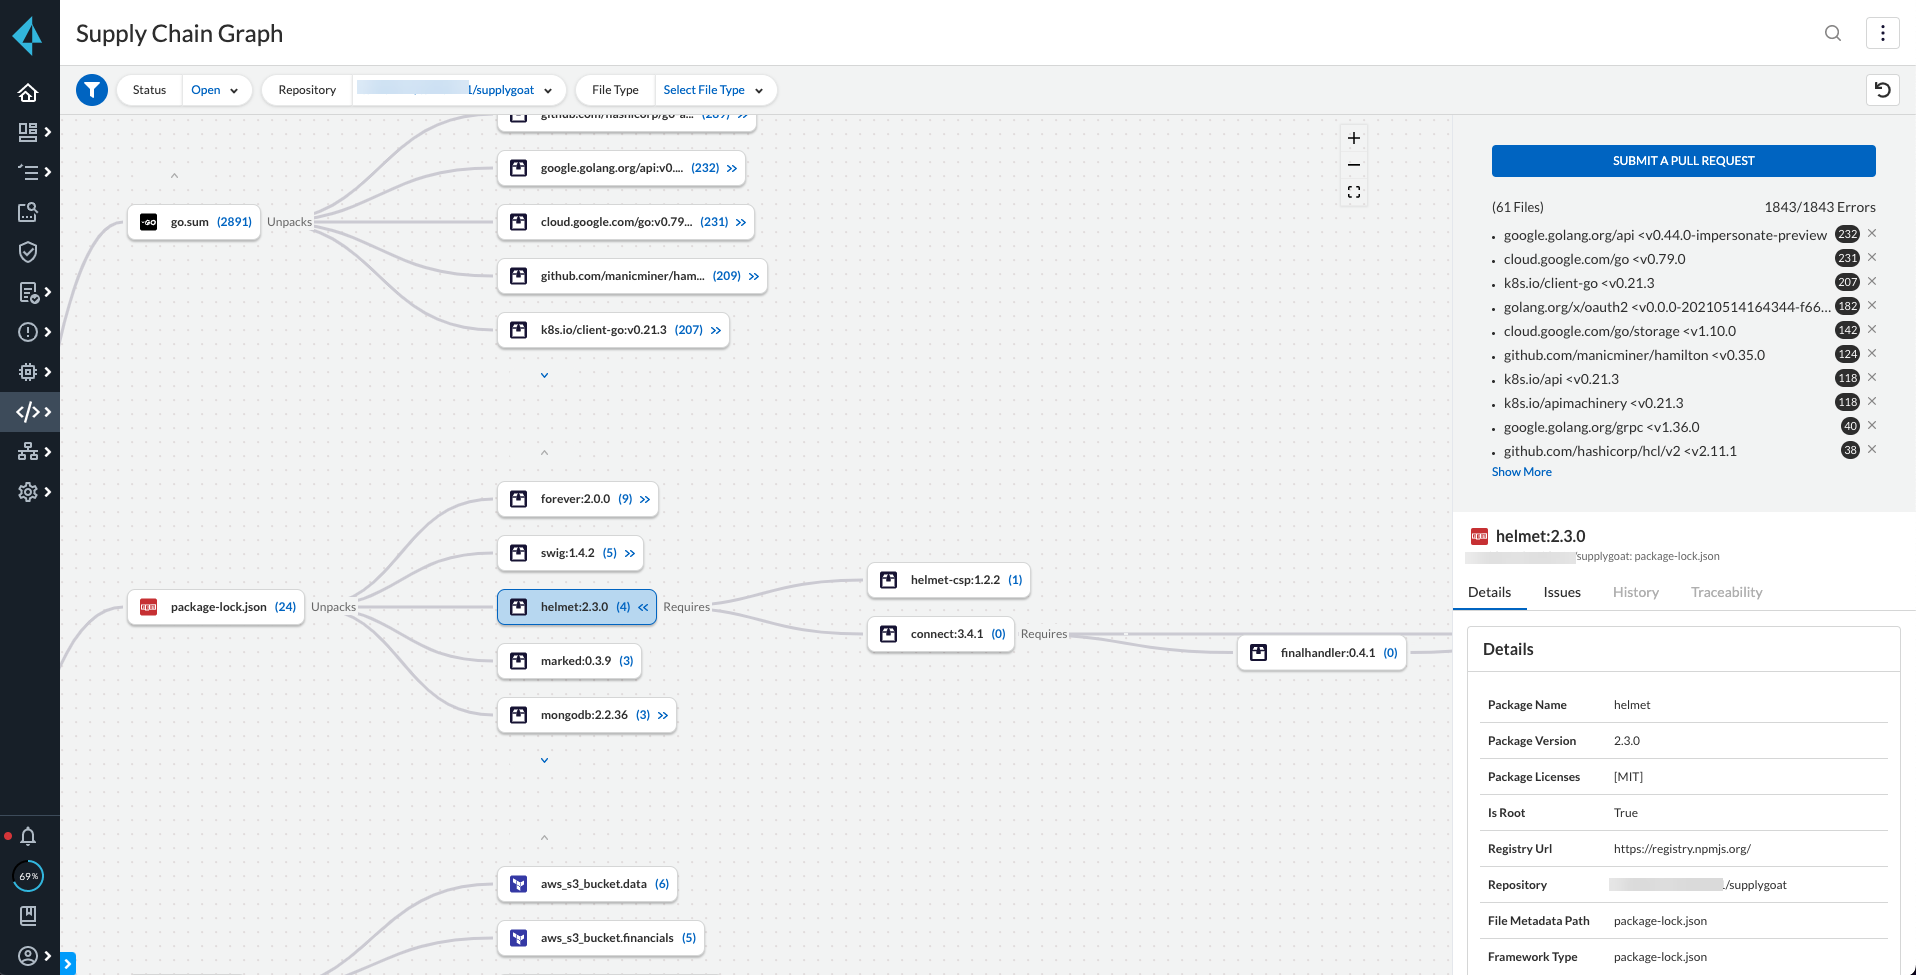 Supply Chain Graph
Status Open Repository /supplygoat File Type Select File Type
google.golang.org/api:v0.... (232)
go.sum (2891) Unpacks
cloud.google.com/go:v0.79... (231)
github.com/manicminer/ham... (209)
k8s.io/client-go:v0.21.3 (207)
forever:2.0.0 (9)
swig:1.4.2 (5)
package-lock.json (24) Unpacks
helmet:2.3.0 (4) Requires
helmet-csp:1.2.2 (1)
connect:3.4.1 (0) Requires
finalhandler:0.4.1 (0)
marked:0.3.9 (3)
mongodb:2.2.36 (3)
aws_s3_bucket.data (6)
aws_s3_bucket.financials (5)
69%
SUBMIT A PULL REQUEST
(61 Files) 1843/1843 Errors
google.golang.org/api <v0.44.0-impersonate-preview 232
cloud.google.com/go <v0.79.0 231
k8s.io/client-go <v0.21.3 207
golang.org/x/oauth2 <v0.0.0-20210514164344-f66... 182
cloud.google.com/go/storage <v1.10.0 142
github.com/manicminer/hamilton <v0.35.0 124
k8s.io/api <v0.21.3 118
k8s.io/apimachinery <v0.21.3 118
google.golang.org/grpc <v1.36.0 40
github.com/hashicorp/hcl/v2 <v2.11.1 38
Show More
helmet:2.3.0
/supplygoat: package-lock.json
Details Issues History Traceability
Details
Package Name helmet
Package Version 2.3.0
Package Licenses [MIT]
Is Root True
Registry Url https://registry.npmjs.org/
Repository /supplygoat
File Metadata Path package-lock.json
Framework Type package-lock.json